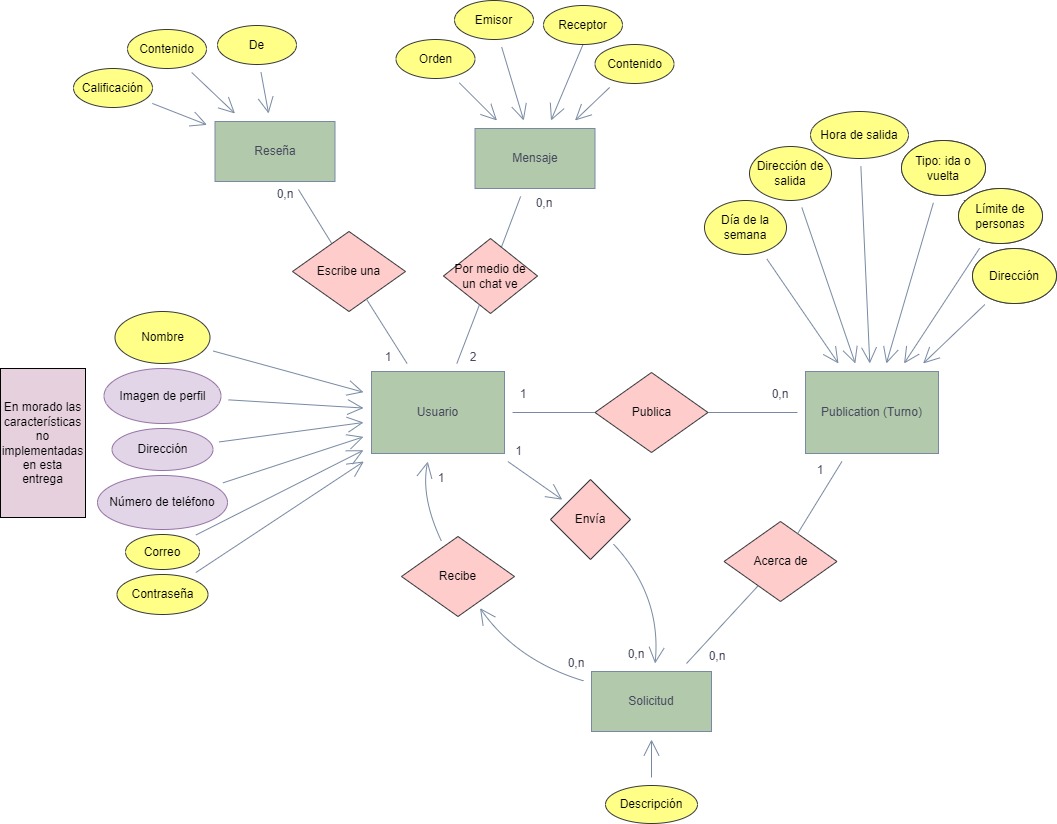 Emisor
Receptor
De
Contenido
Orden
Contenido
Calificación
Hora de salida
Reseña
Mensaje
Tipo: ida o
vuelta
Dirección de
salida
0,n
0,n
Límite de
personas
Día de la
semana
Escribe una
Por medio de
un chat ve
Dirección
Nombre
1
2
Imagen de perfil
En morado las
características
no
implementadas
en esta
entrega
Usuario
1
Publica
0,n
Publication (Turno)
Dirección
1
1
1
Número de teléfono
Envía
Correo
Acerca de
Recibe
Contraseña
0,n
0,n
0,n
Solicitud
Descripción